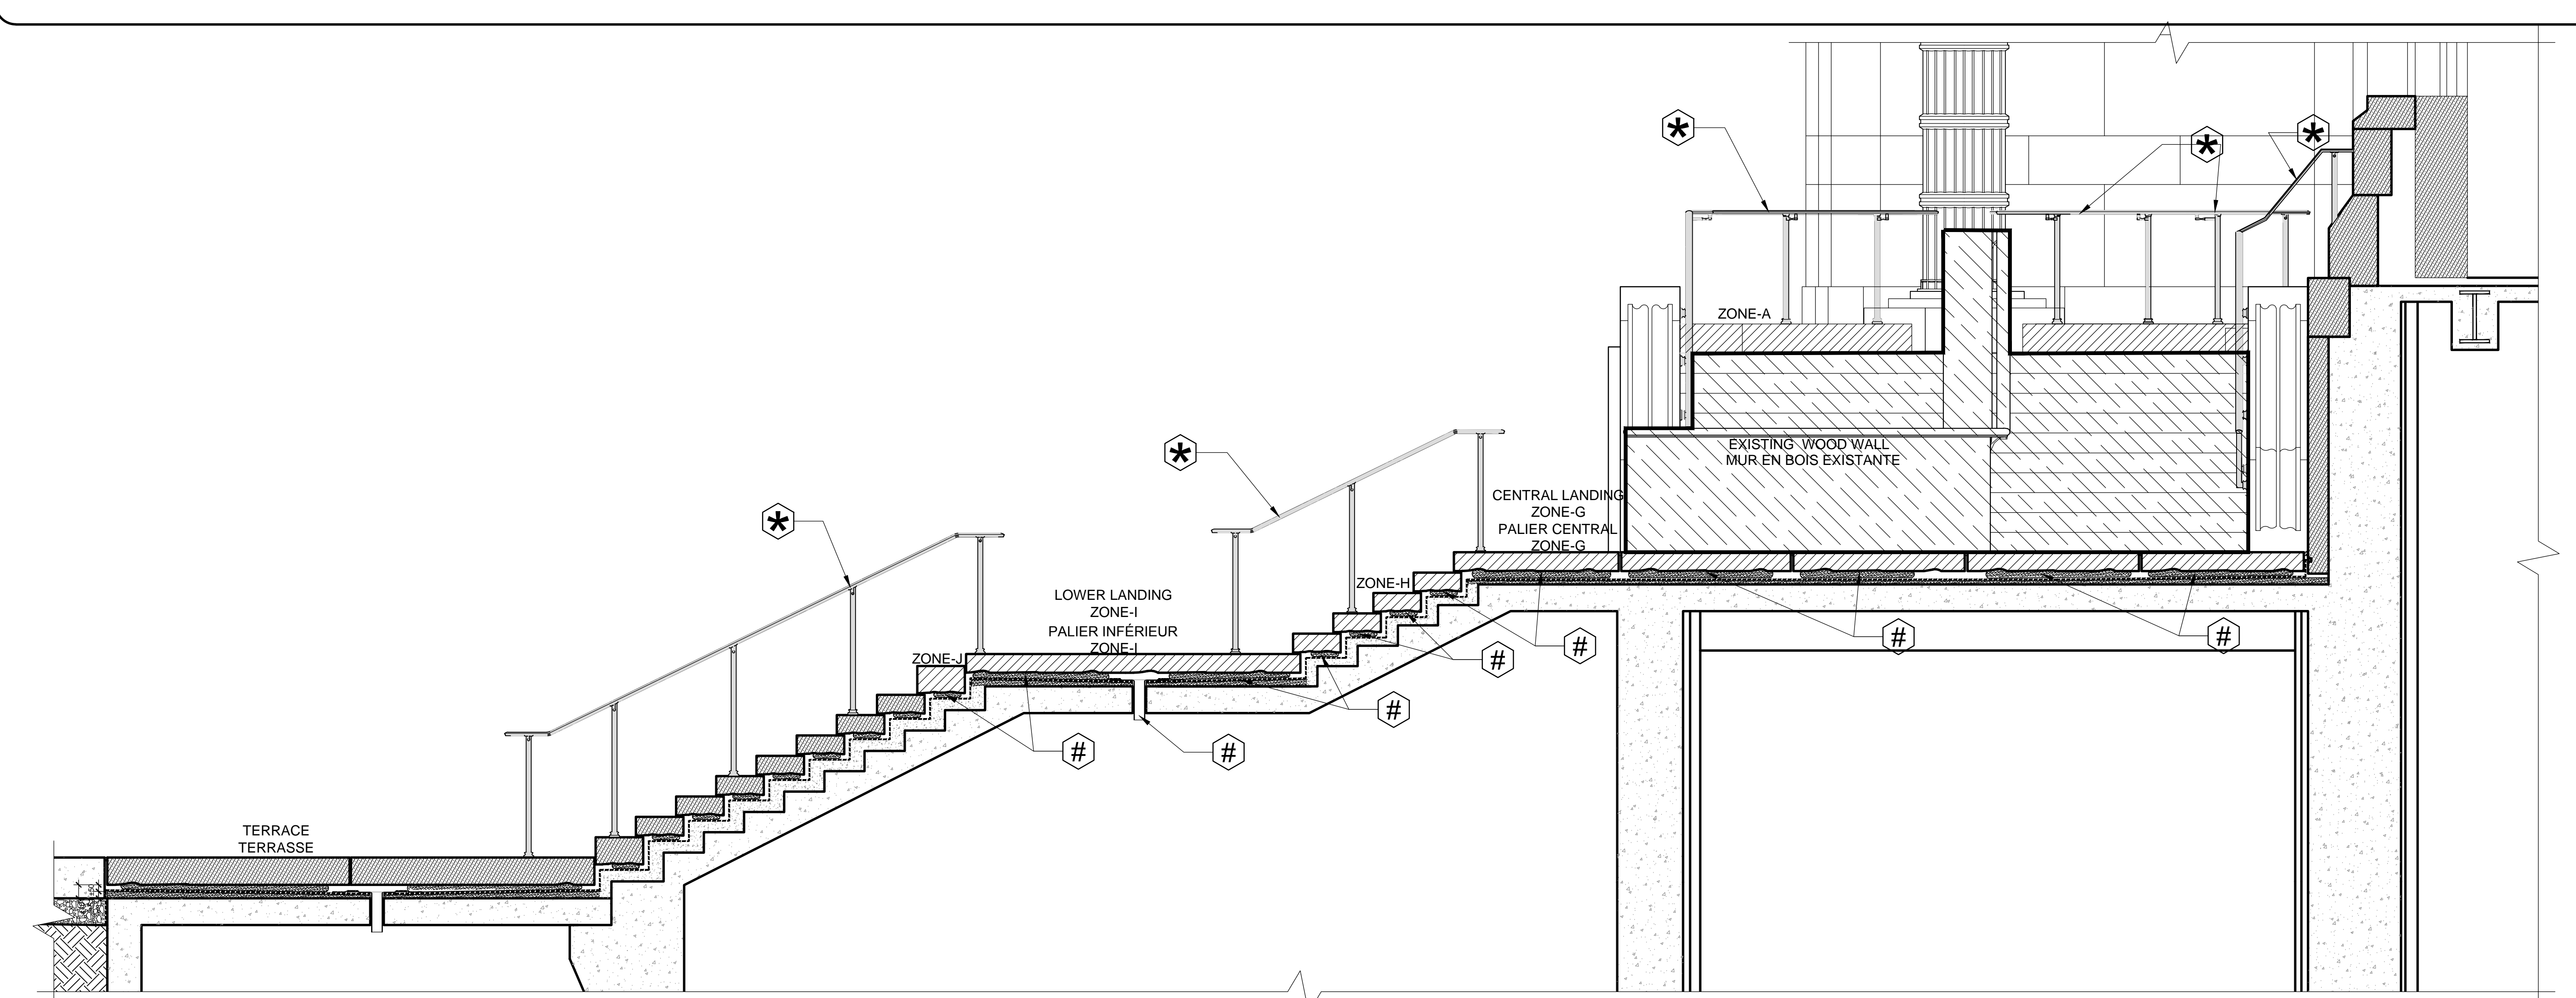 *
*
*
ZONE-A
EXISTING WOOD WALL
MUR EN BOIS EXISTANTE
*
CENTRAL LANDING
ZONE-G
PALIER CENTRAL
ZONE-G
*
ZONE-H
LOWER LANDING
ZONE-I
PALIER INFÉRIEUR
ZONE-I
ZONE-J
#
#
#
#
#
#
#
TERRACE
TERRASSE